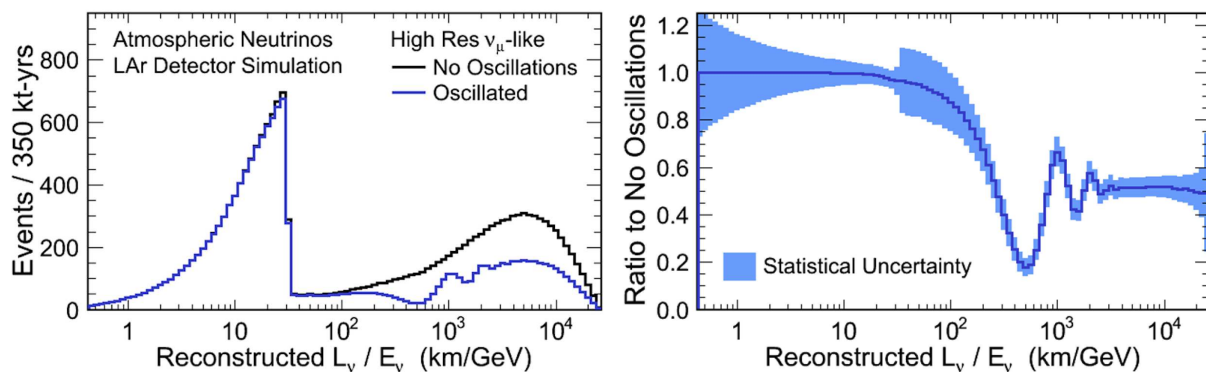 Events / 350 kt-yrs
800
600
400
200
0
Atmospheric Neutrinos
LAr Detector Simulation
High Res νμ-like
No Oscillations
Oscillated
1 10 10² 10³ 10⁴
Reconstructed Lν / Eν (km/GeV)
Ratio to No Oscillations
1.2
1.0
0.8
0.6
0.4
0.2
0.0
Statistical Uncertainty
1 10 10² 10³ 10⁴
Reconstructed Lν / Eν (km/GeV)